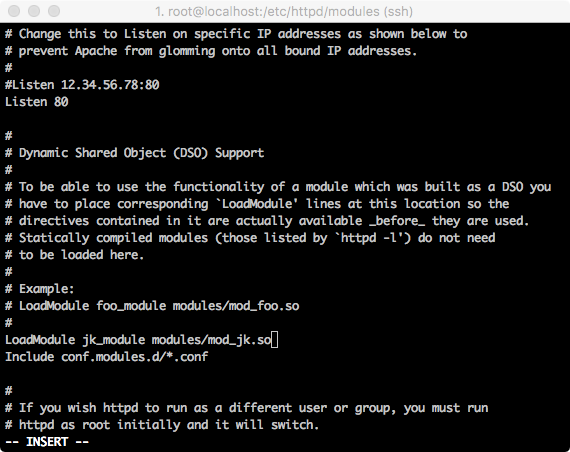 1. root@localhost:/etc/httpd/modules (ssh)
# Change this to Listen on specific IP addresses as shown below to
# prevent Apache from glomming onto all bound IP addresses.
#
#Listen 12.34.56.78:80
Listen 80
#
# Dynamic Shared Object (DSO) Support
#
# To be able to use the functionality of a module which was built as a DSO you
# have to place corresponding `LoadModule' lines at this location so the
# directives contained in it are actually available _before_ they are used.
# Statically compiled modules (those listed by `httpd -l') do not need
# to be loaded here.
#
# Example:
# LoadModule foo_module modules/mod_foo.so
#
LoadModule jk_module modules/mod_jk.so
Include conf.modules.d/*.conf
#
# If you wish httpd to run as a different user or group, you must run
# httpd as root initially and it will switch.
-- INSERT --